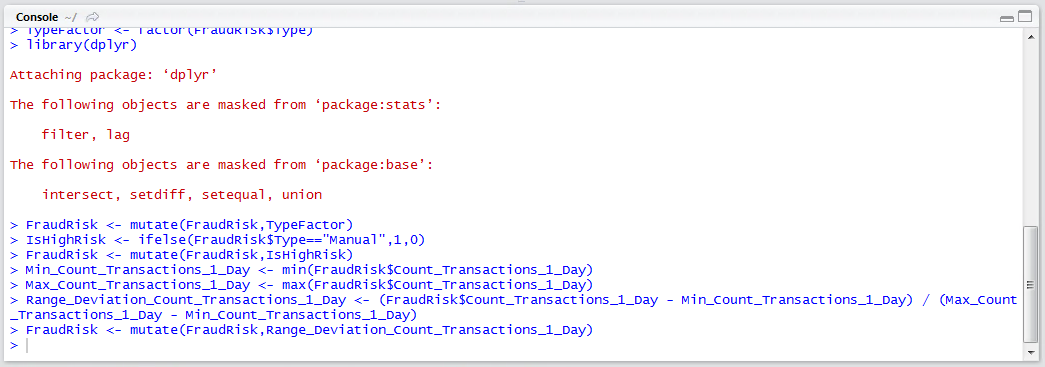 Console ~/
> TypeFactor <- factor(FraudRisk$Type)
> library(dplyr)
Attaching package: ‘dplyr’
The following objects are masked from ‘package:stats’:
filter, lag
The following objects are masked from ‘package:base’:
intersect, setdiff, setequal, union
> FraudRisk <- mutate(FraudRisk,TypeFactor)
> IsHighRisk <- ifelse(FraudRisk$Type=="Manual",1,0)
> FraudRisk <- mutate(FraudRisk,IsHighRisk)
> Min_Count_Transactions_1_Day <- min(FraudRisk$Count_Transactions_1_Day)
> Max_Count_Transactions_1_Day <- max(FraudRisk$Count_Transactions_1_Day)
> Range_Deviation_Count_Transactions_1_Day <- (FraudRisk$Count_Transactions_1_Day - Min_Count_Transactions_1_Day) / (Max_Count
_Transactions_1_Day - Min_Count_Transactions_1_Day)
> FraudRisk <- mutate(FraudRisk,Range_Deviation_Count_Transactions_1_Day)
>